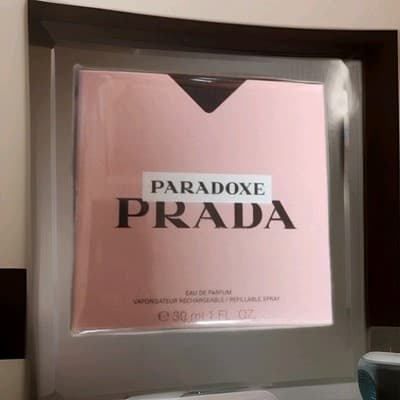 PARADOXE
PRADA
EAU DE PARFUM
VAPORISATEUR RECHARGEABLE / REFILLABLE SPRAY
℮ 30 ml 1 FL. OZ.